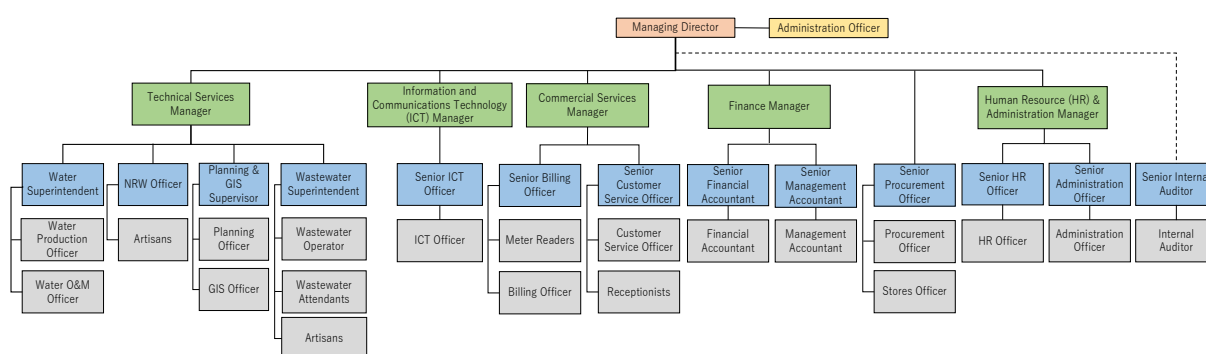 Managing Director
Administration Officer
Technical Services
Manager
Information and
Communications Technology
(ICT) Manager
Commercial Services
Manager
Finance Manager
Human Resource (HR) &
Administration Manager
Water
Superintendent
NRW Officer
Planning &
GIS
Supervisor
Wastewater
Superintendent
Senior ICT
Officer
Senior Billing
Officer
Senior
Customer
Service Officer
Senior
Financial
Accountant
Senior
Management
Accountant
Senior
Procurement
Officer
Senior HR
Officer
Senior
Administration
Officer
Senior Internal
Auditor
Water
Production
Officer
Artisans
Planning
Officer
Wastewater
Operator
ICT Officer
Meter Readers
Customer
Service Officer
Financial
Accountant
Management
Accountant
Procurement
Officer
HR Officer
Administration
Officer
Internal
Auditor
Water O&M
Officer
GIS Officer
Wastewater
Attendants
Billing Officer
Receptionists
Stores Officer
Artisans